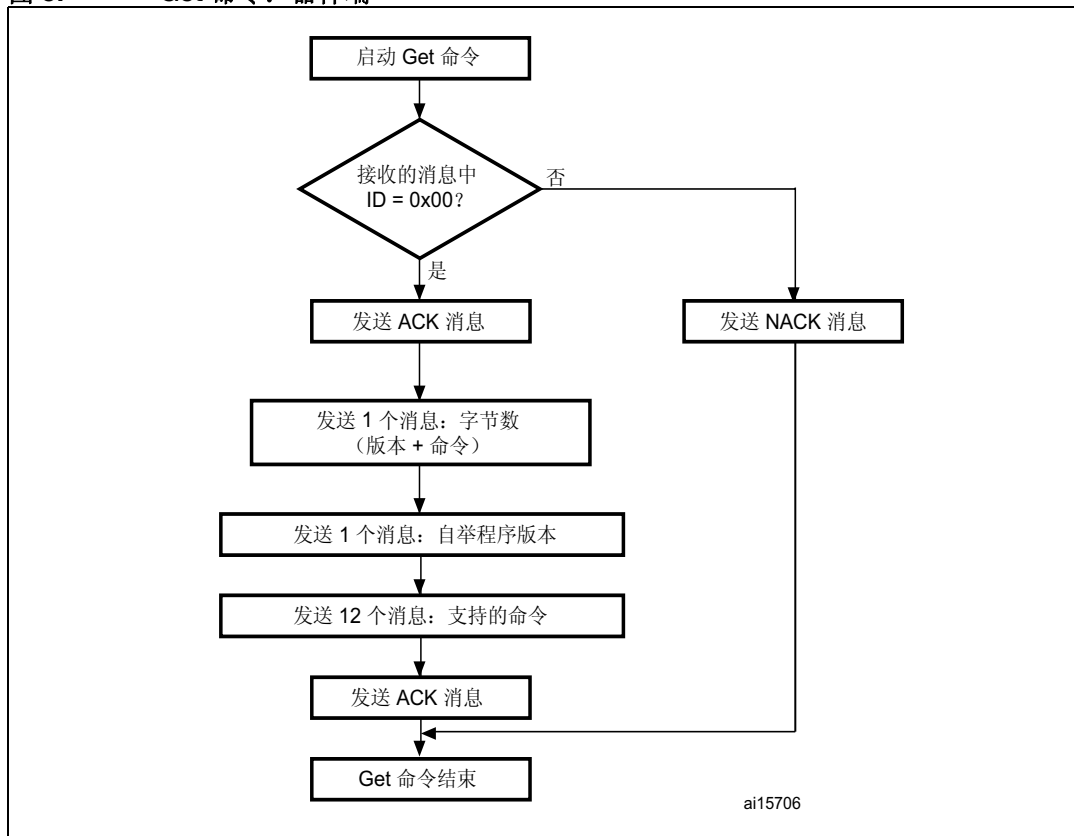 启动 Get 命令
接收的消息中
ID = 0x00?
否
是
发送 ACK 消息
发送 NACK 消息
发送 1 个消息：字节数
（版本 + 命令）
发送 1 个消息：自举程序版本
发送 12 个消息：支持的命令
发送 ACK 消息
Get 命令结束
ai15706